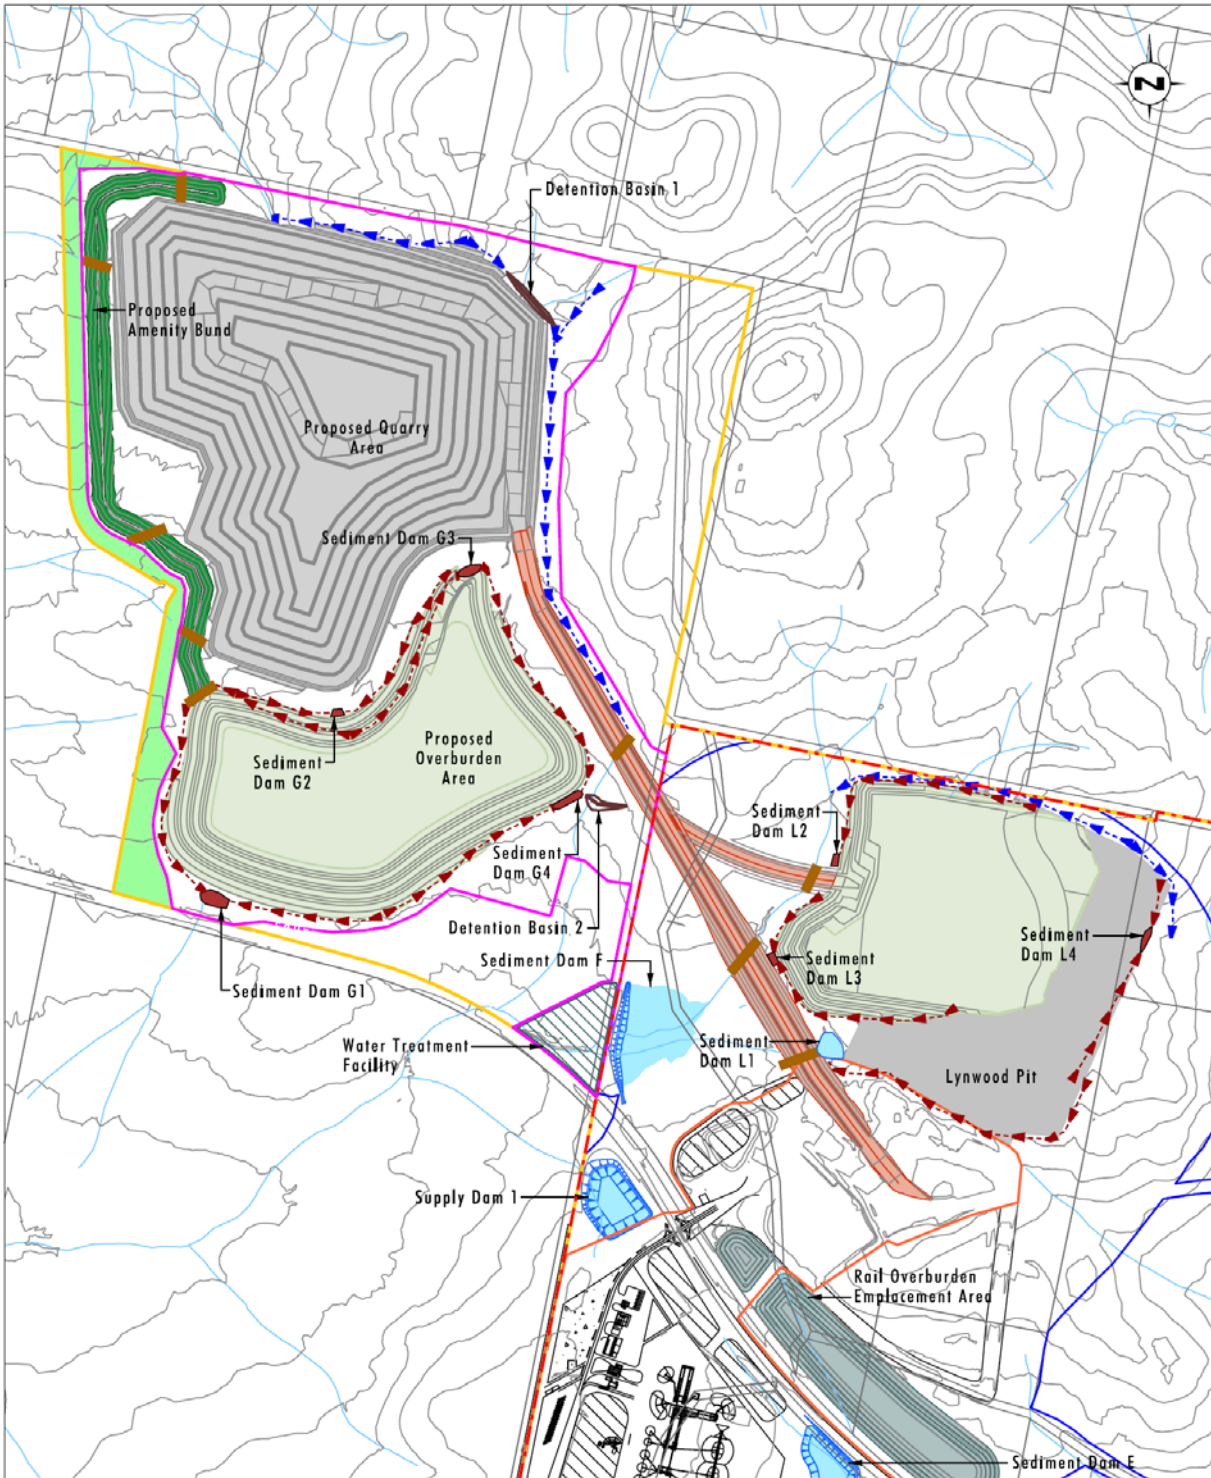 N
Detention Basin 1
Proposed
Amenity Bund
Proposed Quarry
Area
Sediment Dam G3
Sediment
Dam G2
Proposed
Overburden
Area
Sediment
Dam L2
Sediment
Dam G4
Detention Basin 2
Sediment Dam F
Sediment
Dam L3
Sediment
Dam L4
Sediment Dam G1
Water Treatment
Facility
Sediment
Dam L1
Lynwood Pit
Supply Dam 1
Rail Overburden
Emplacement Area
Sediment Dam E